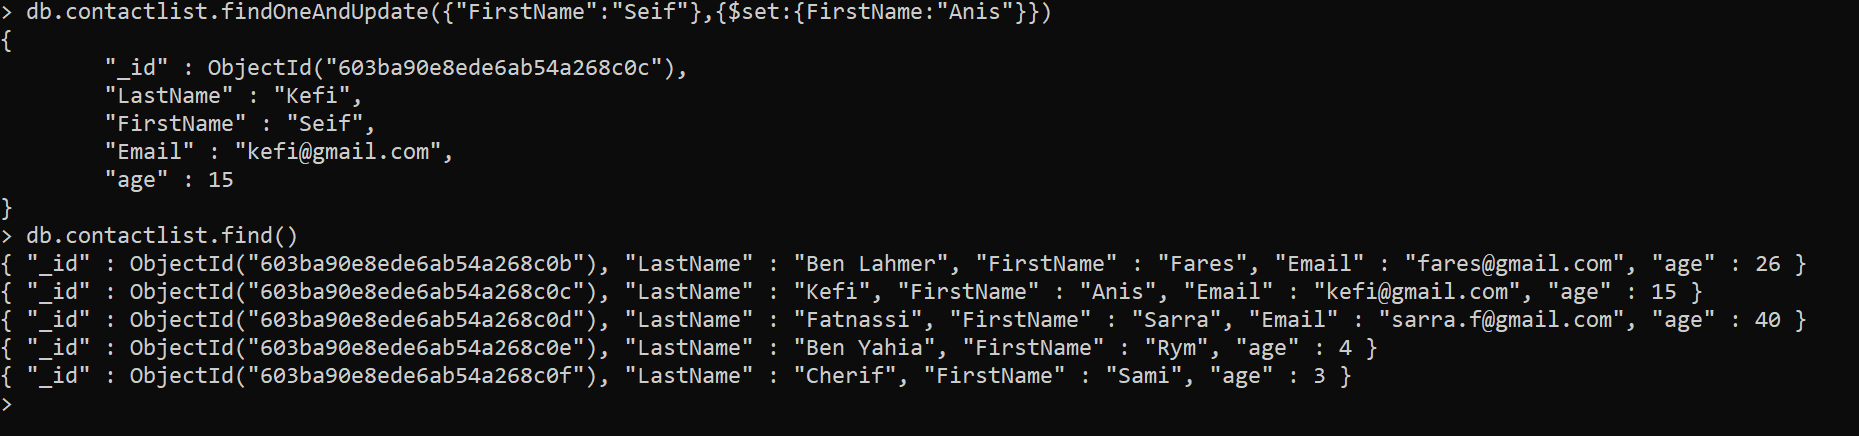 > db.contactlist.findOneAndUpdate({"FirstName":"Seif"},{$set:{FirstName:"Anis"}})
{
        "_id" : ObjectId("603ba90e8ede6ab54a268c0c"),
        "LastName" : "Kefi",
        "FirstName" : "Seif",
        "Email" : "kefi@gmail.com",
        "age" : 15
}
> db.contactlist.find()
{ "_id" : ObjectId("603ba90e8ede6ab54a268c0b"), "LastName" : "Ben Lahmer", "FirstName" : "Fares", "Email" : "fares@gmail.com", "age" : 26 }
{ "_id" : ObjectId("603ba90e8ede6ab54a268c0c"), "LastName" : "Kefi", "FirstName" : "Anis", "Email" : "kefi@gmail.com", "age" : 15 }
{ "_id" : ObjectId("603ba90e8ede6ab54a268c0d"), "LastName" : "Fatnassi", "FirstName" : "Sarra", "Email" : "sarra.f@gmail.com", "age" : 40 }
{ "_id" : ObjectId("603ba90e8ede6ab54a268c0e"), "LastName" : "Ben Yahia", "FirstName" : "Rym", "age" : 4 }
{ "_id" : ObjectId("603ba90e8ede6ab54a268c0f"), "LastName" : "Cherif", "FirstName" : "Sami", "age" : 3 }
>